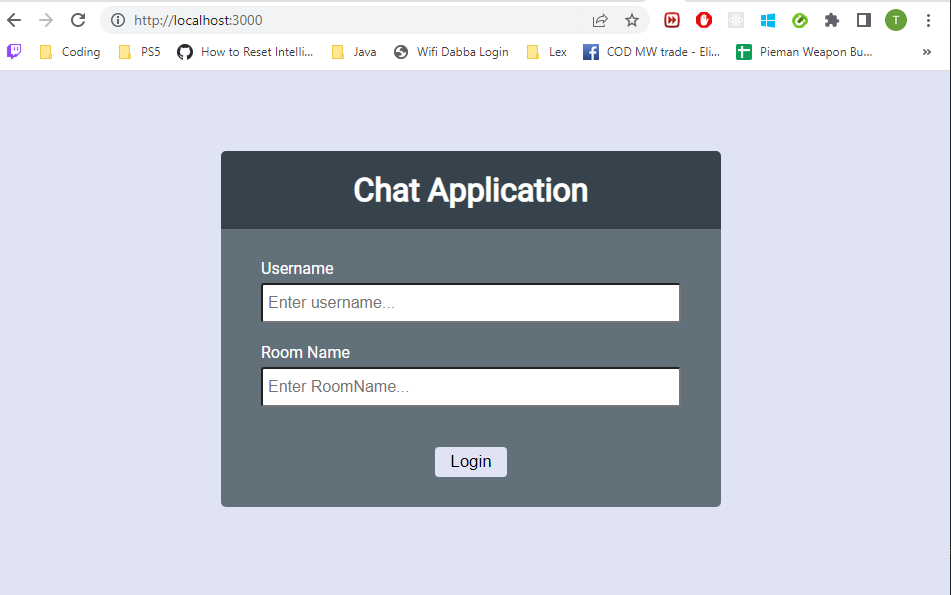 http://localhost:3000
T
Coding PS5 How to Reset Intelli... Java Wifi Dabba Login Lex COD MW trade - Eli... Pieman Weapon Bu... »
Chat Application
Username
Enter username...
Room Name
Enter RoomName...
Login